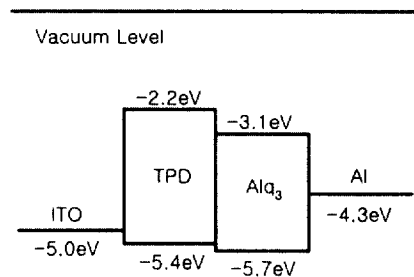 Vacuum Level
−2.2eV
−3.1eV
TPD
Alq₃
Al
ITO
−4.3eV
−5.0eV
−5.4eV
−5.7eV